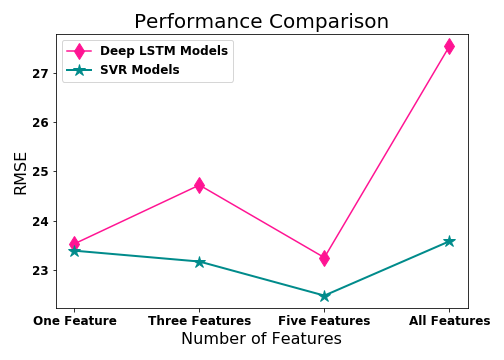 Performance Comparison
Deep LSTM Models
SVR Models
27
26
25
24
23
RMSE
One Feature Three Features Five Features All Features
Number of Features